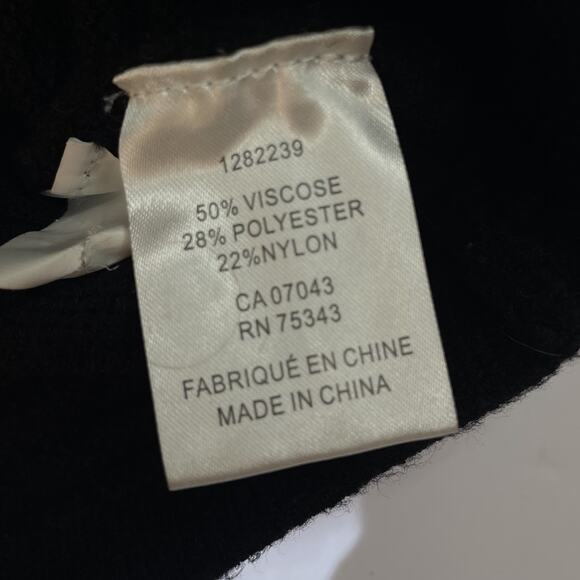 1282239
50% VISCOSE
28% POLYESTER
22%NYLON
CA 07043
RN 75343
FABRIQUÉ EN CHINE
MADE IN CHINA